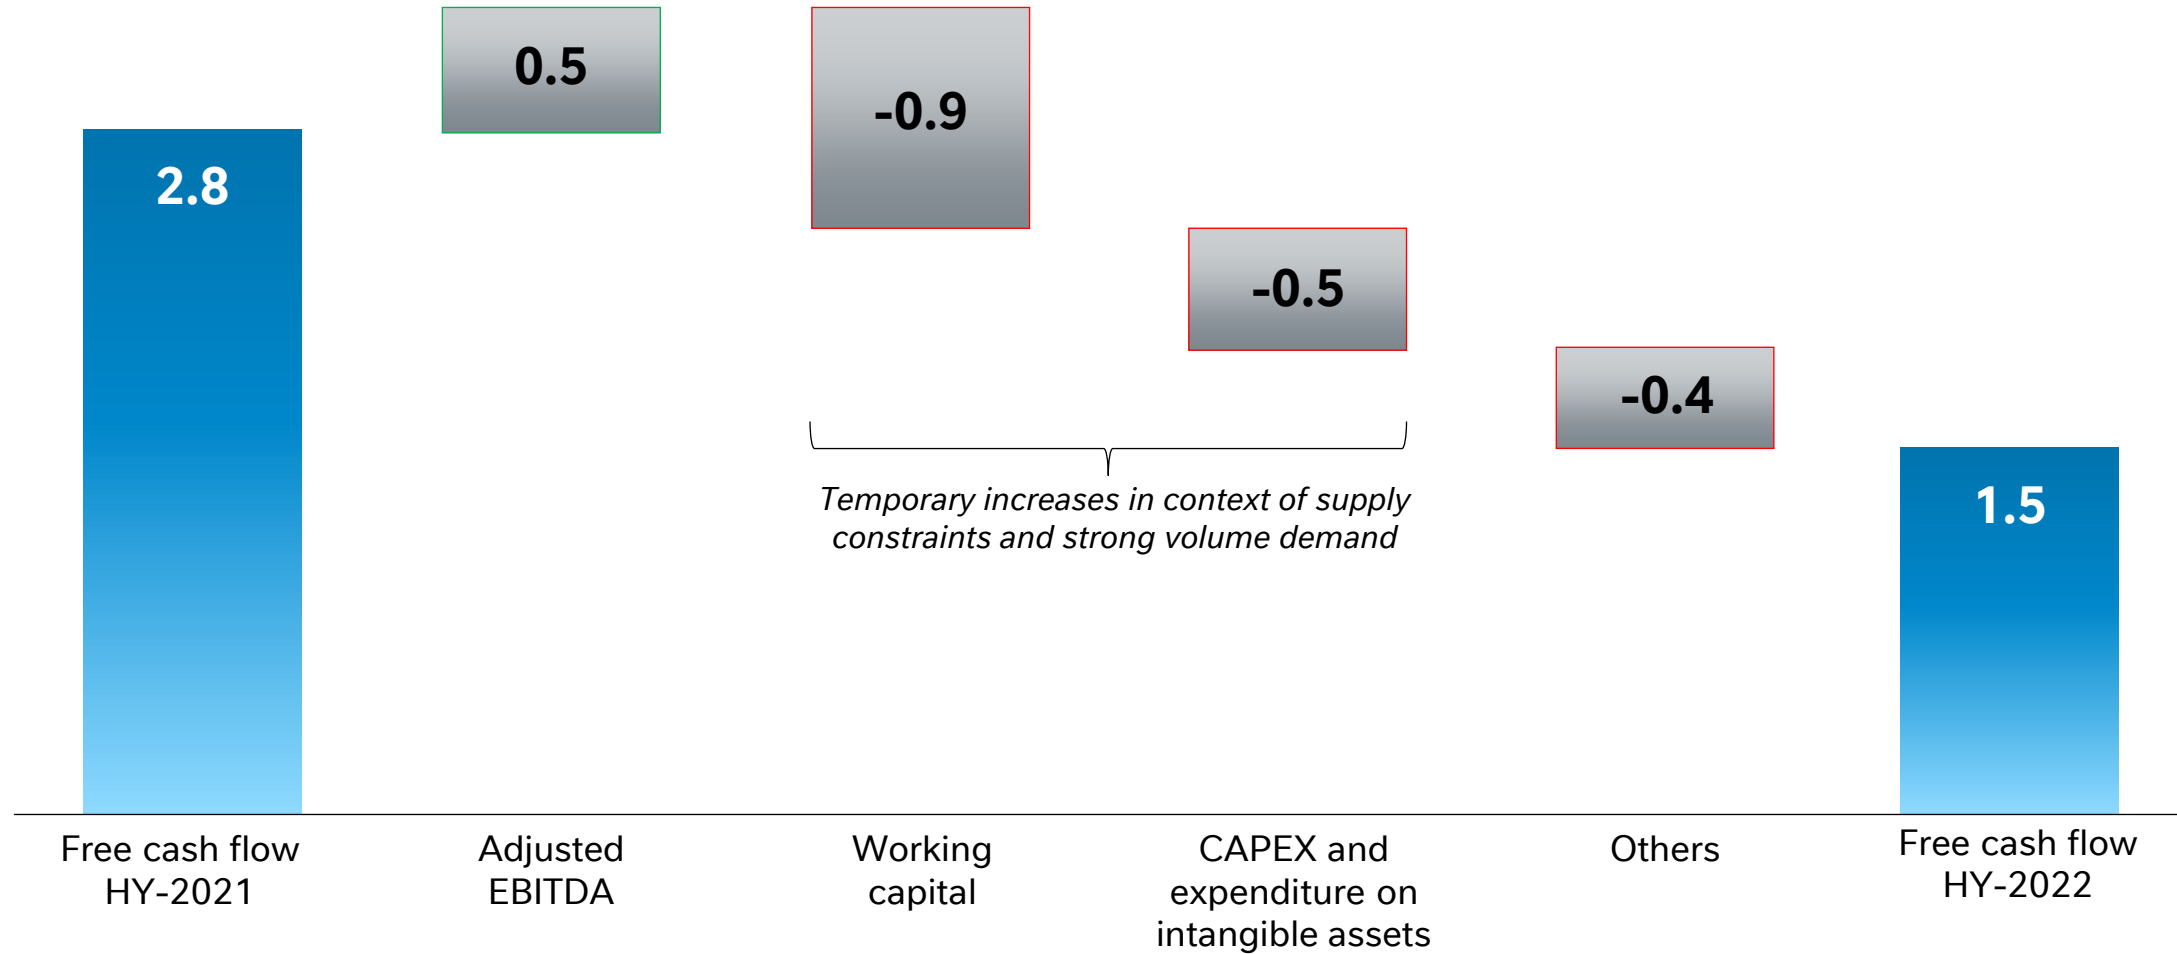 0.5
-0.9
2.8
-0.5
-0.4
Temporary increases in context of supply
constraints and strong volume demand
1.5
Free cash flow
HY-2021
Adjusted
EBITDA
Working
capital
CAPEX and
expenditure on
intangible assets
Others
Free cash flow
HY-2022